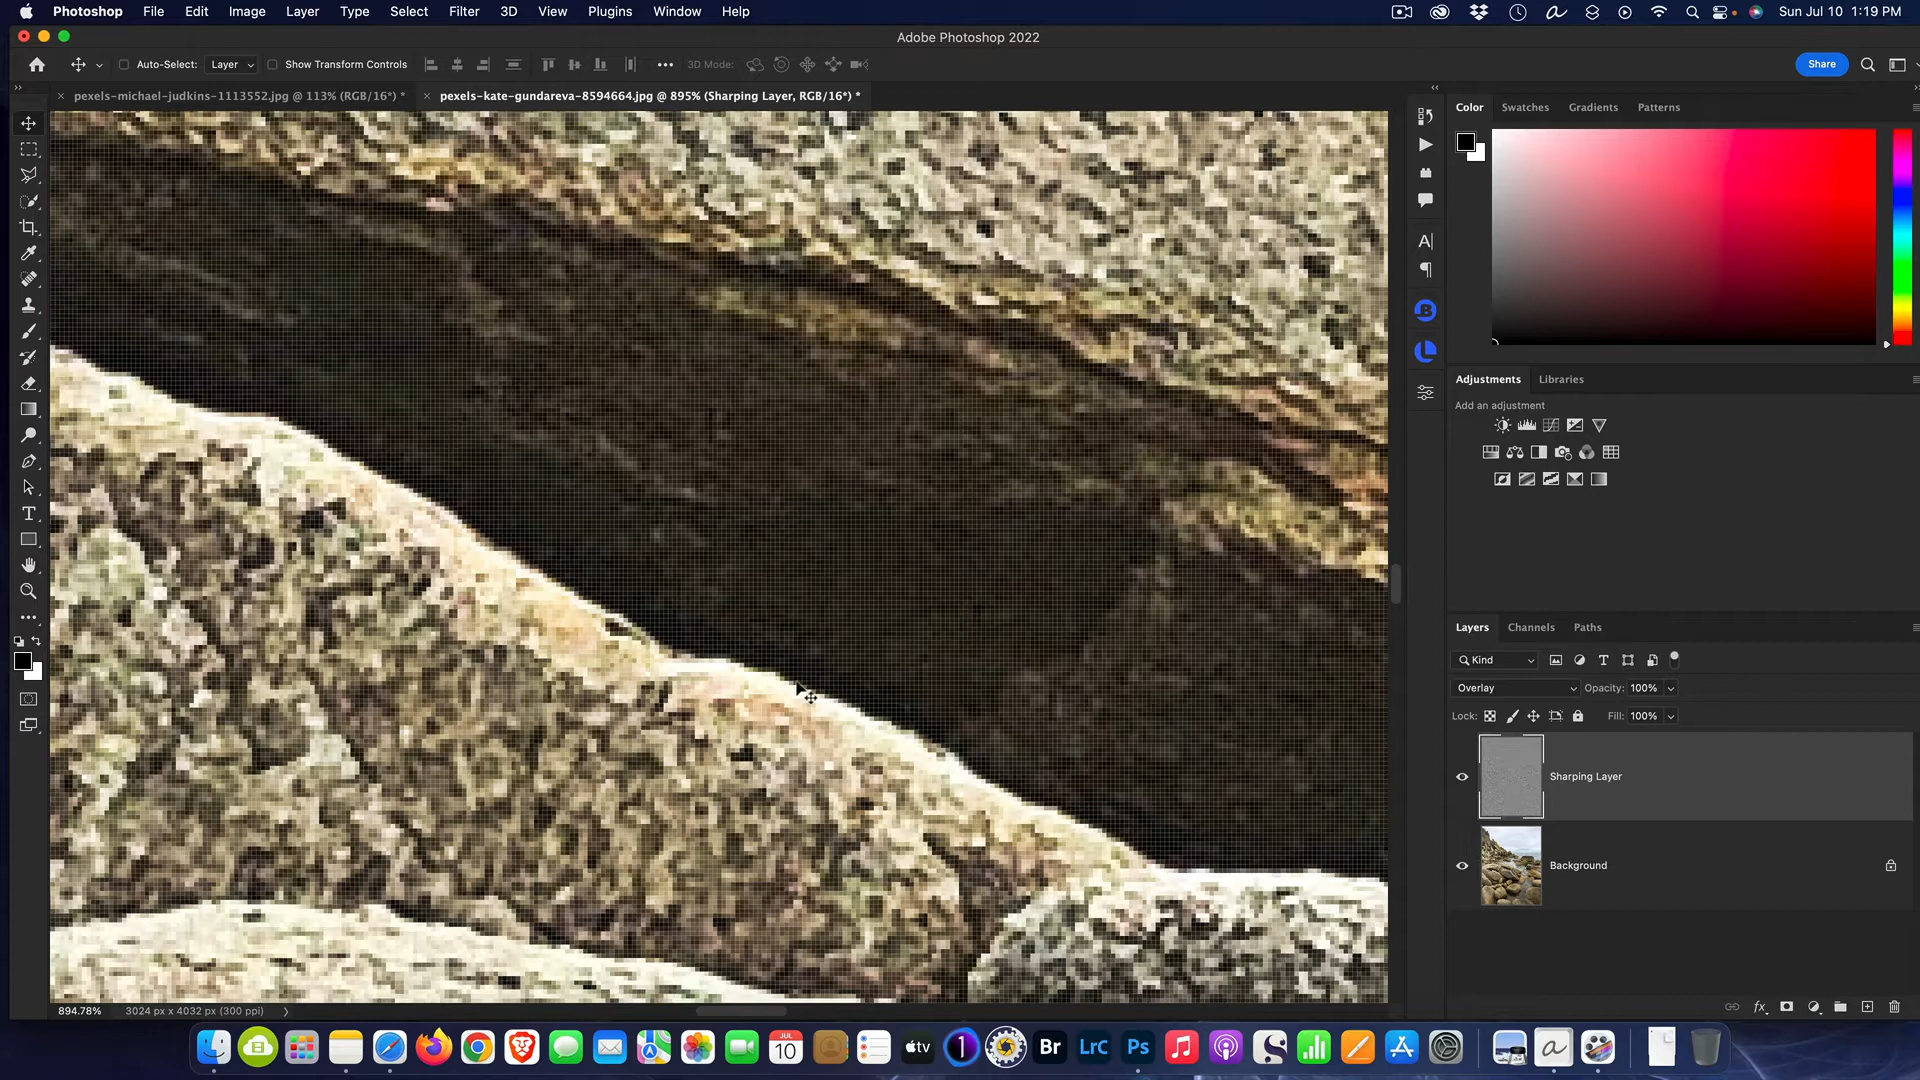 Photoshop File Edit Image Layer Type Select Filter 3D View Plugins Window Help Sun Jul 10 1:19 PM
Adobe Photoshop 2022
Auto-Select: Layer Show Transform Controls 3D Mode: Share
pexels-michael-judkins-1113552.jpg @ 113% (RGB/16*) * pexels-kate-gundareva-8594664.jpg @ 895% (Sharping Layer, RGB/16*) *
Color Swatches Gradients Patterns
Adjustments Libraries
Add an adjustment
Layers Channels Paths
Kind
Overlay Opacity: 100%
Lock: Fill: 100%
Sharping Layer
Background
894.78% 3024 px x 4032 px (300 ppi)
JUL
10
tv
1
Br
LrC
Ps